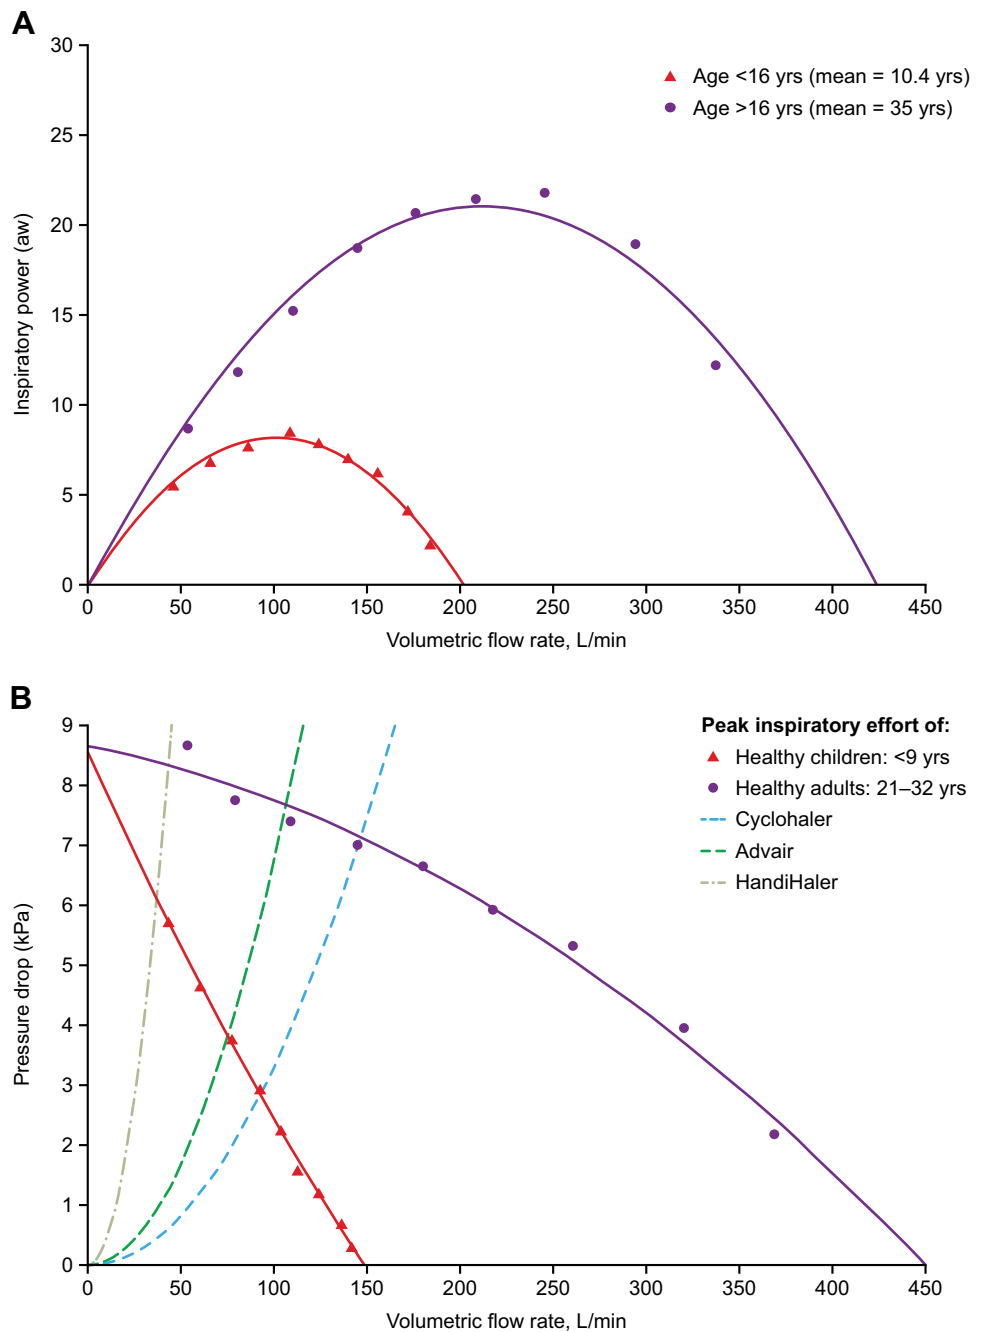 A
30
25
20
15
10
5
0
Inspiratory power (aw)
Age <16 yrs (mean = 10.4 yrs)
Age >16 yrs (mean = 35 yrs)
0 50 100 150 200 250 300 350 400 450
Volumetric flow rate, L/min
B
9
8
7
6
5
4
3
2
1
0
Pressure drop (kPa)
Peak inspiratory effort of:
Healthy children: <9 yrs
Healthy adults: 21–32 yrs
Cyclohaler
Advair
HandiHaler
0 50 100 150 200 250 300 350 400 450
Volumetric flow rate, L/min